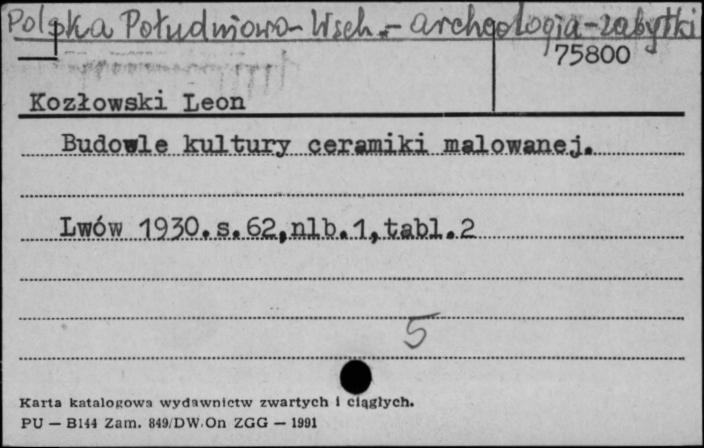 Polska Południowo-Wsch.- archeologia-zabytki
75800
Kozłowski Leon
Budowle kultury ceramiki malowanej.
Lwów 1930.s.62,nlb.1,tabl.2
5
Karta katalogowa wydawnictw zwartych i ciągłych.
PU — B144 Zam. 849/DW.On ZGG — 1991